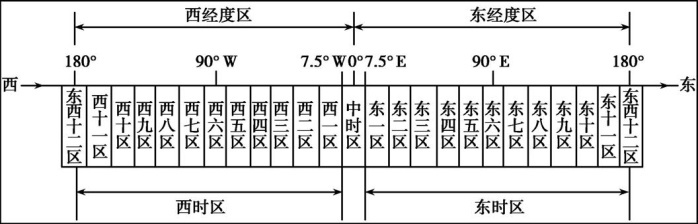 西经度区 东经度区
180° 90°W 7.5°W 0° 7.5°E 90°E 180°
西 东
东西十二区 西十一区 西十区 西九区 西八区 西七区 西六区 西五区 西四区 西三区 西二区 西一区 中时区 东一区 东二区 东三区 东四区 东五区 东六区 东七区 东八区 东九区 东十区 东十一区 东西十二区
西时区 东时区